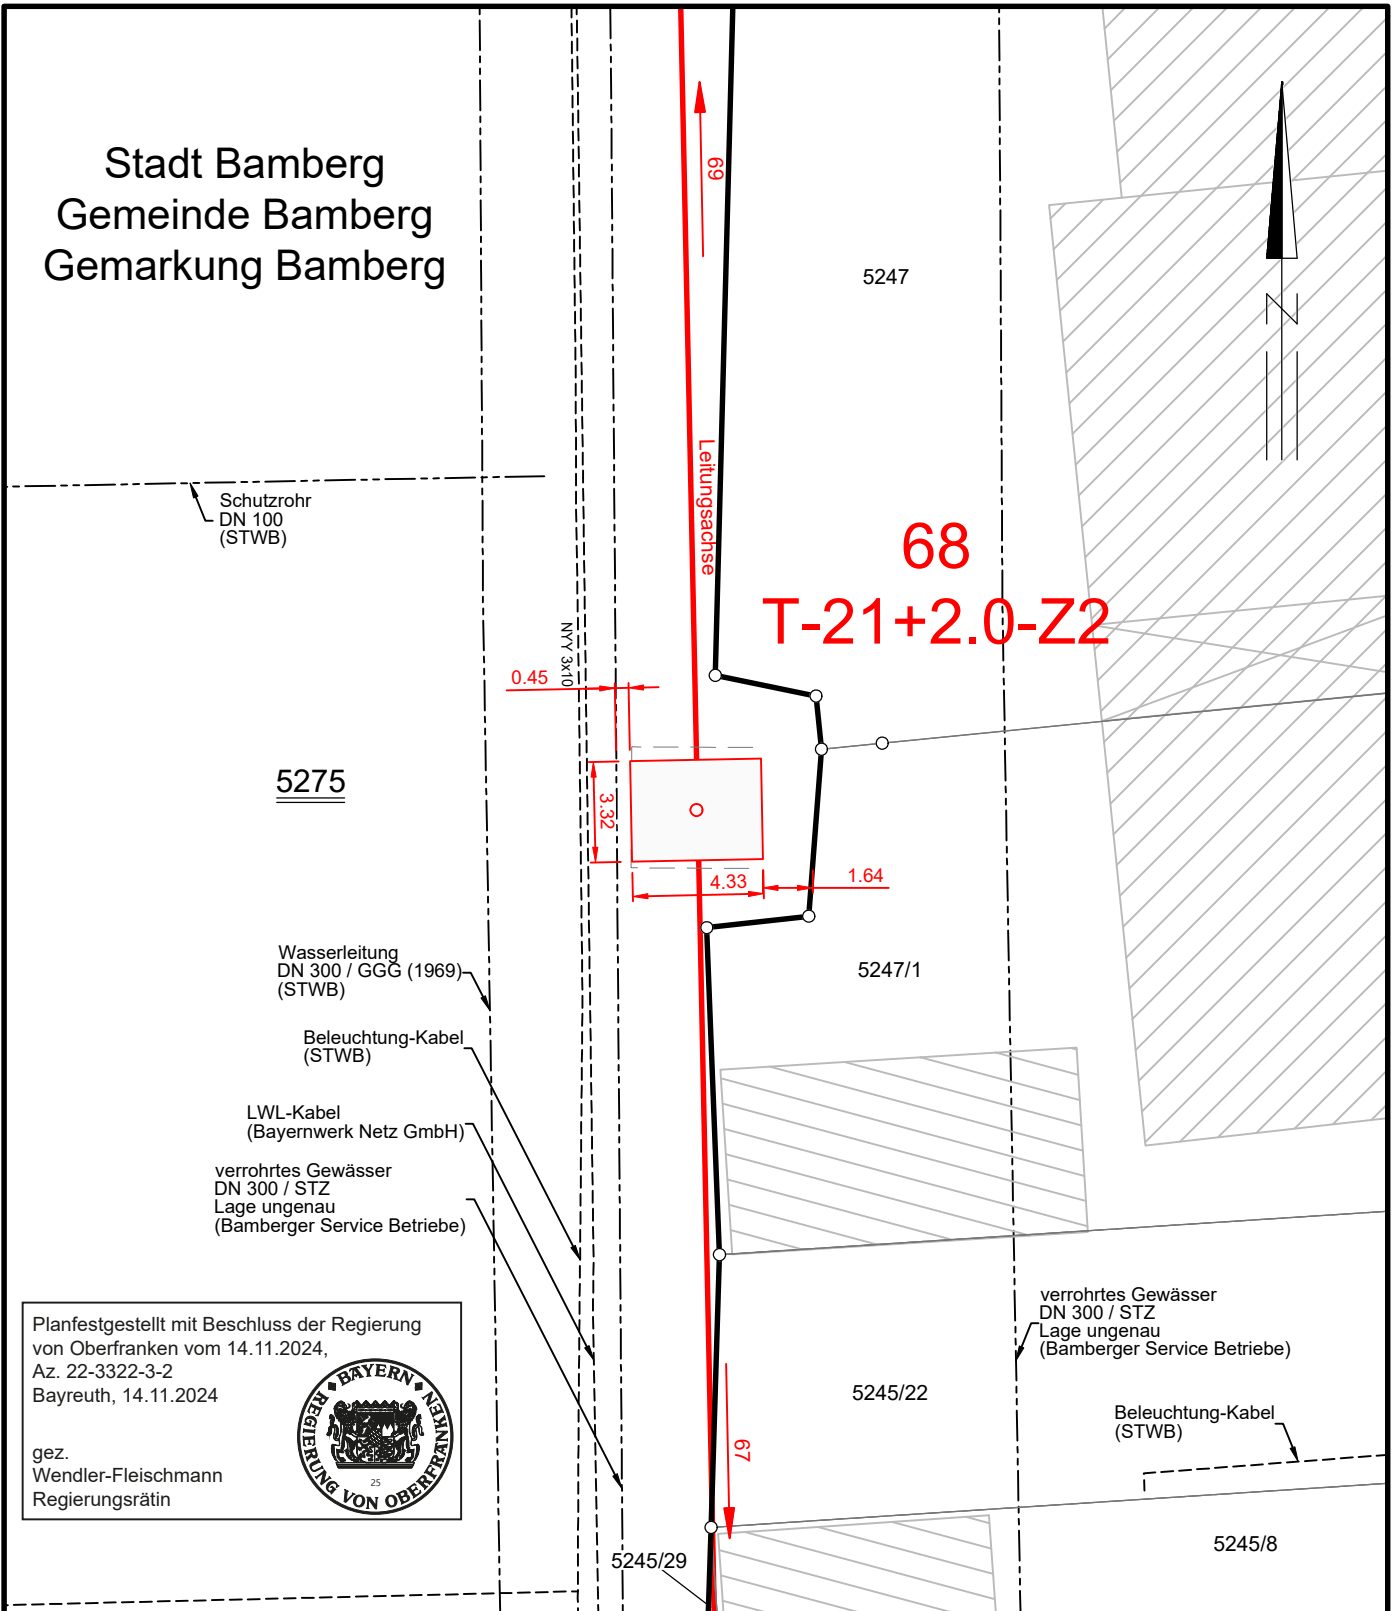 Stadt Bamberg
Gemeinde Bamberg
Gemarkung Bamberg
69
5247
N
Leitungsachse
Schutzrohr
DN 100
(STWB)
68
T-21+2.0-Z2
NYY 3x10
0.45
5275
3.32
4.33
1.64
Wasserleitung
DN 300 / GGG (1969)
(STWB)
5247/1
Beleuchtung-Kabel
(STWB)
LWL-Kabel
(Bayernwerk Netz GmbH)
verrohrtes Gewässer
DN 300 / STZ
Lage ungenau
(Bamberger Service Betriebe)
verrohrtes Gewässer
DN 300 / STZ
Lage ungenau
(Bamberger Service Betriebe)
Planfestgestellt mit Beschluss der Regierung
von Oberfranken vom 14.11.2024,
Az. 22-3322-3-2
Bayreuth, 14.11.2024
gez.
Wendler-Fleischmann
Regierungsrätin
BAYERN
REGIERUNG VON OBERFRANKEN
25
5245/22
Beleuchtung-Kabel
(STWB)
67
5245/29
5245/8